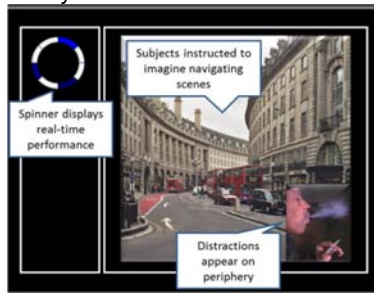 Subjects instructed to
imagine navigating
scenes
Spinner displays
real-time
performance
Distractions
appear on
periphery